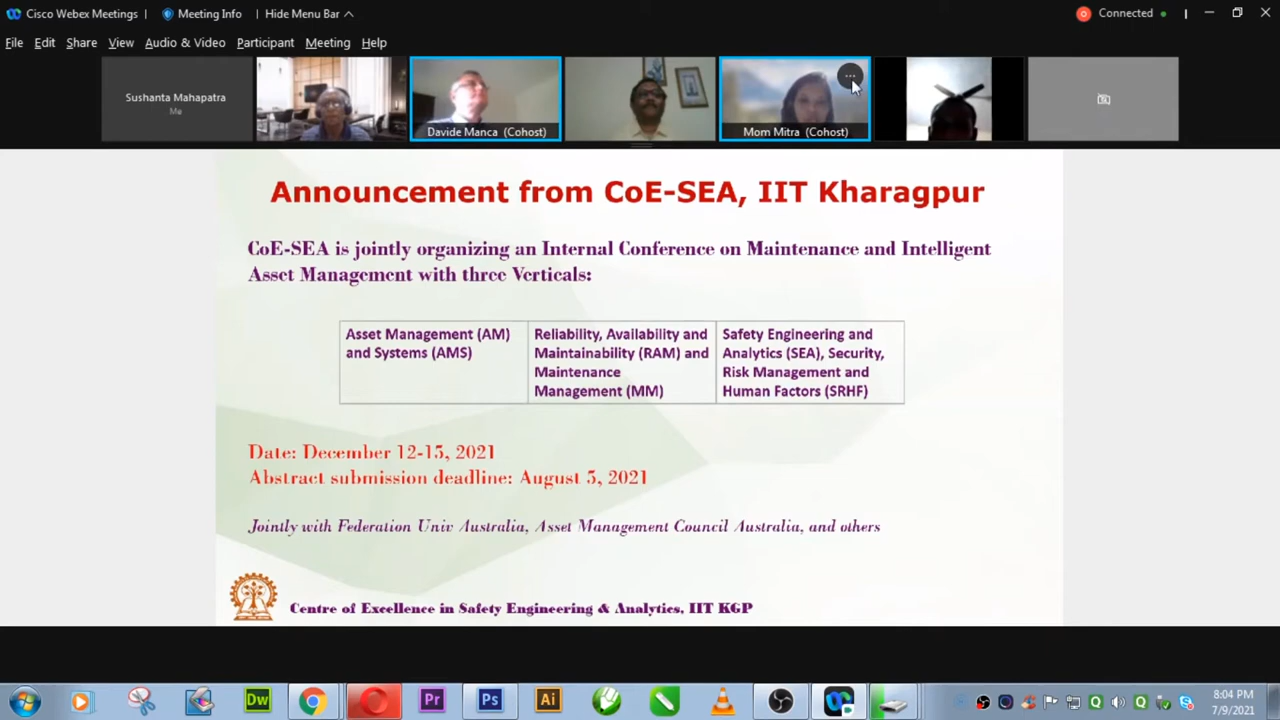 Cisco Webex Meetings
Meeting Info
Hide Menu Bar
Connected
File Edit Share View Audio & Video Participant Meeting Help
Sushanta Mahapatra
Me
Davide Manca (Cohost)
Mom Mitra (Cohost)
Announcement from CoE-SEA, IIT Kharagpur
CoE-SEA is jointly organizing an Internal Conference on Maintenance and Intelligent
Asset Management with three Verticals:
Asset Management (AM)
and Systems (AMS)
Reliability, Availability and
Maintainability (RAM) and
Maintenance
Management (MM)
Safety Engineering and
Analytics (SEA), Security,
Risk Management and
Human Factors (SRHF)
Date: December 12-15, 2021
Abstract submission deadline: August 5, 2021
Jointly with Federation Univ Australia, Asset Management Council Australia, and others
Centre of Excellence in Safety Engineering & Analytics, IIT KGP
Dw
Pr
Ps
Ai
8:04 PM
7/9/2021